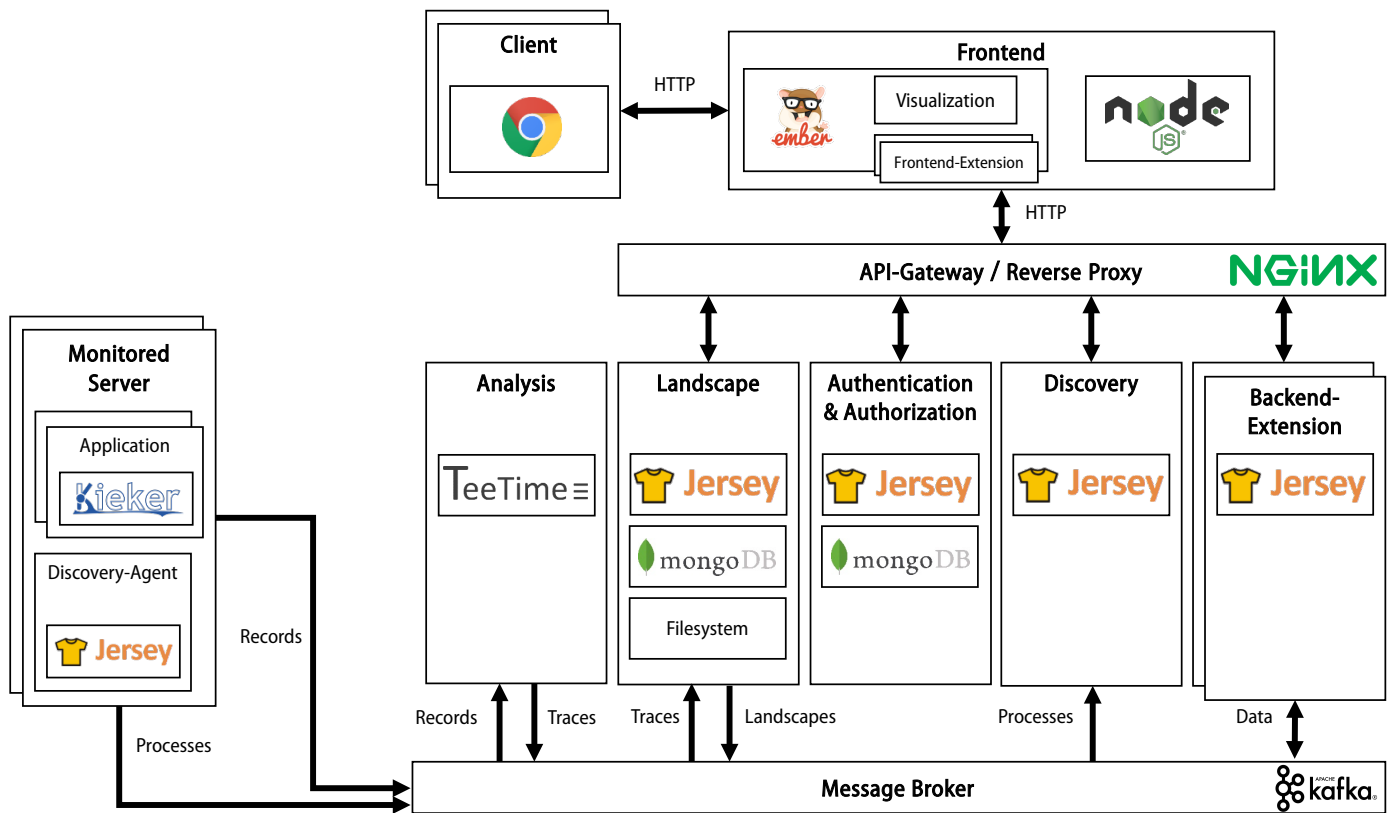 Client
Frontend
HTTP
ember
Visualization
Frontend-Extension
node
JS
®
HTTP
API-Gateway / Reverse Proxy
NGiNX
Monitored
Server
Application
Kieker
Discovery-Agent
Jersey
Records
Processes
Analysis
TeeTime
Landscape
Jersey
mongoDB
Filesystem
Authentication
& Authorization
Jersey
mongoDB
Discovery
Jersey
Backend-
Extension
Jersey
Records
Traces
Traces
Landscapes
Processes
Data
Message Broker
APACHE
kafka®